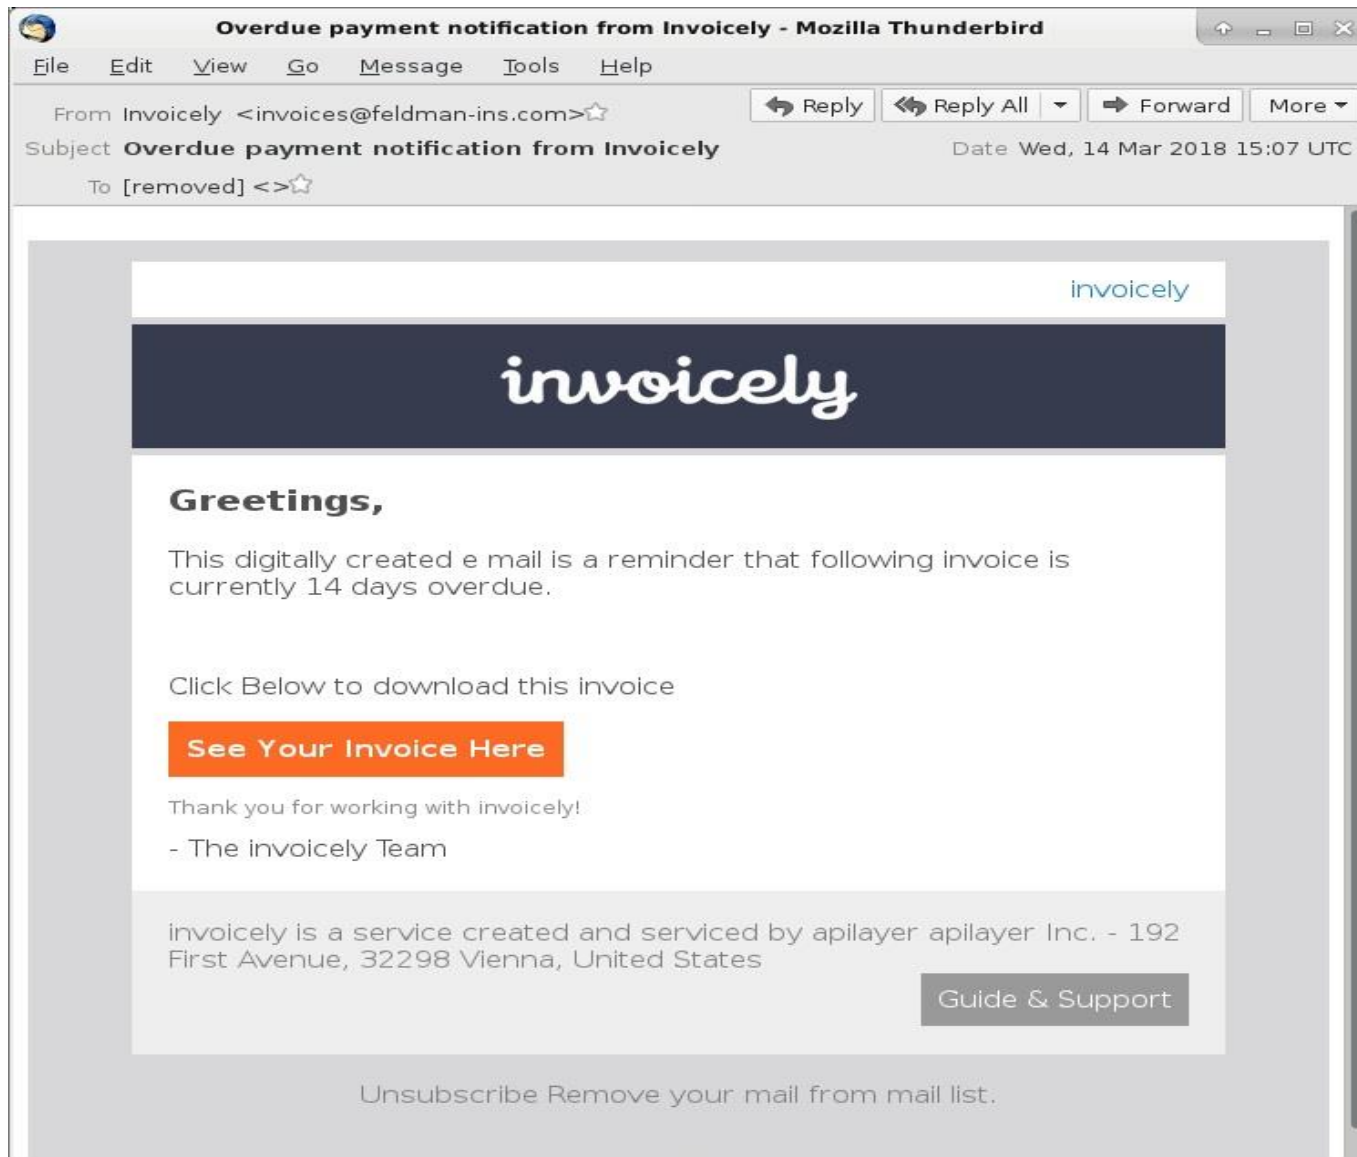 Overdue payment notification from Invoicely - Mozilla Thunderbird
File Edit View Go Message Tools Help
From Invoicely <invoices@feldman-ins.com> Reply Reply All Forward More
Subject Overdue payment notification from Invoicely Date Wed, 14 Mar 2018 15:07 UTC
To [removed] <>
invoicely
invoicely
Greetings,
This digitally created e mail is a reminder that following invoice is
currently 14 days overdue.
Click Below to download this invoice
See Your Invoice Here
Thank you for working with invoicely!
- The invoicely Team
invoicely is a service created and serviced by apilayer apilayer Inc. - 192
First Avenue, 32298 Vienna, United States
Guide & Support
Unsubscribe Remove your mail from mail list.